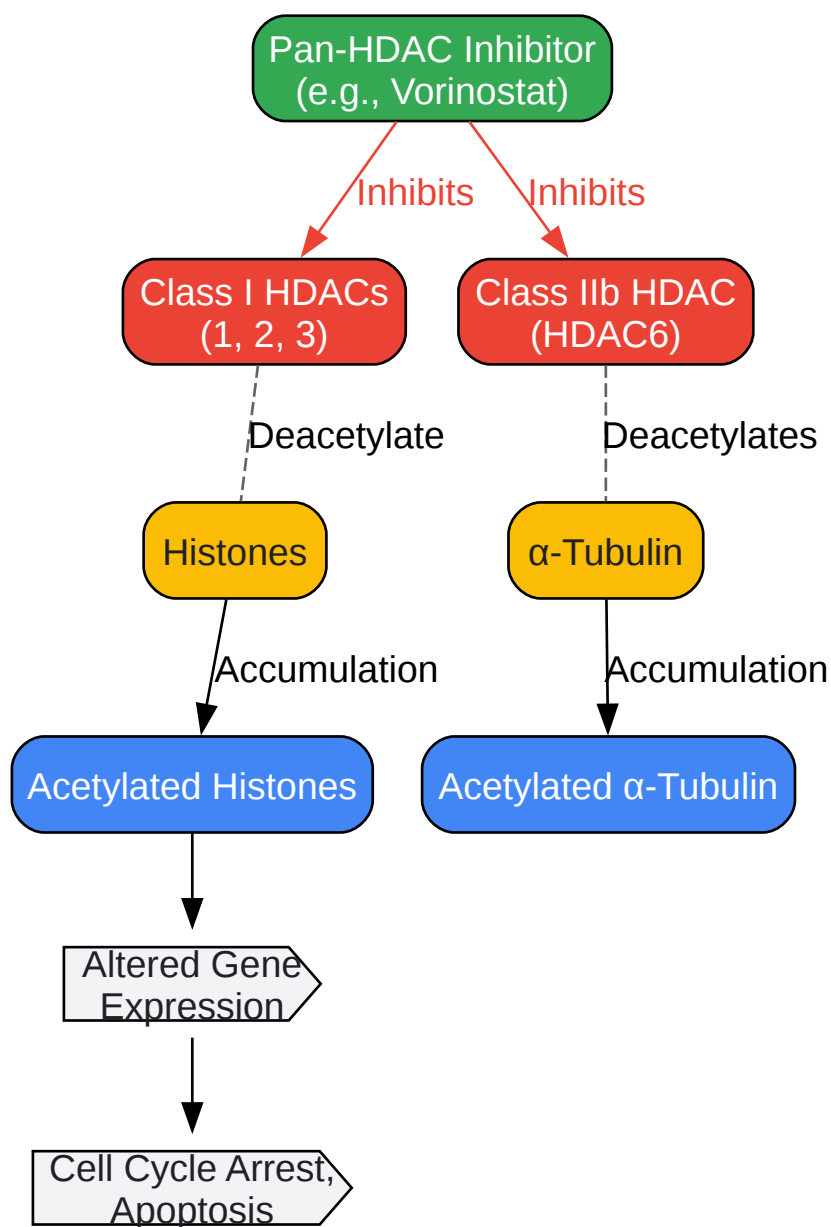 Pan-HDAC Inhibitor
(e.g., Vorinostat)
Inhibits
Inhibits
Class I HDACs
(1, 2, 3)
Class IIb HDAC
(HDAC6)
Deacetylate
Deacetylates
Histones
α-Tubulin
Accumulation
Accumulation
Acetylated Histones
Acetylated α-Tubulin
Altered Gene
Expression
Cell Cycle Arrest,
Apoptosis